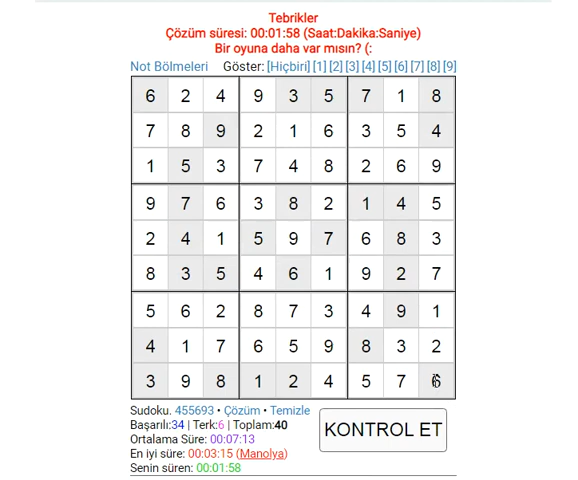 Tebrikler
Çözüm süresi: 00:01:58 (Saat:Dakika:Saniye)
Bir oyuna daha var mısın? (:
Not Bölmeleri Göster: [Hiçbiri] [1] [2] [3] [4] [5] [6] [7] [8] [9]
6 2 4 9 3 5 7 1 8
7 8 9 2 1 6 3 5 4
1 5 3 7 4 8 2 6 9
9 7 6 3 8 2 1 4 5
2 4 1 5 9 7 6 8 3
8 3 5 4 6 1 9 2 7
5 6 2 8 7 3 4 9 1
4 1 7 6 5 9 8 3 2
3 9 8 1 2 4 5 7 6
Sudoku. 455693 • Çözüm • Temizle
Başarılı:34 | Terk:6 | Toplam:40
Ortalama Süre: 00:07:13
En iyi süre: 00:03:15 (Manolya)
Senin süren: 00:01:58
KONTROL ET